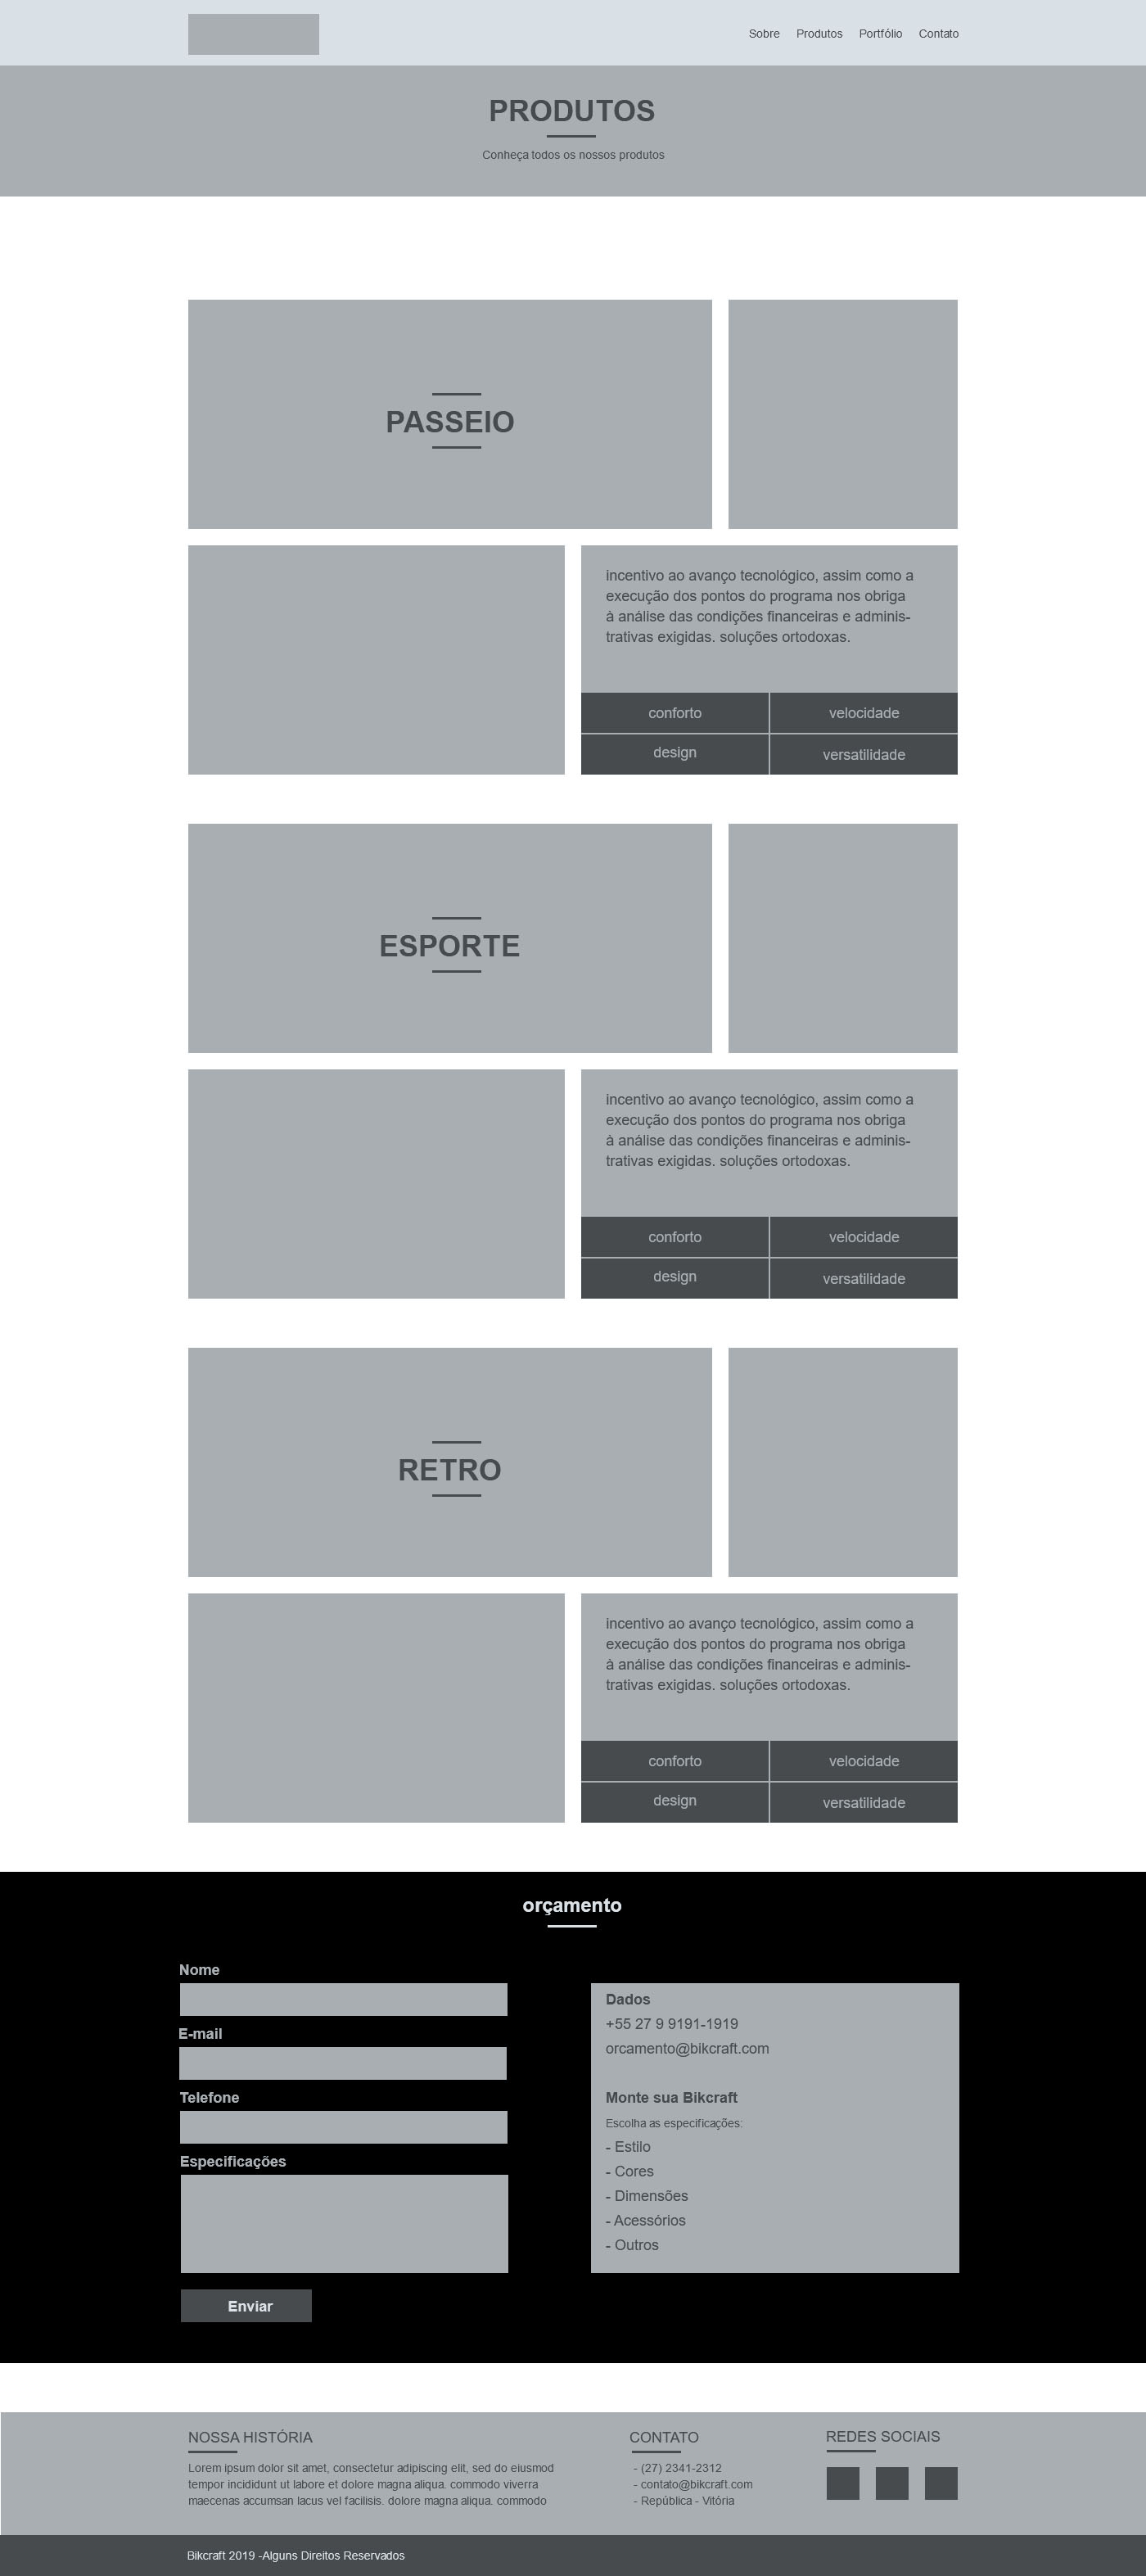 Sobre Produtos Portfólio Contato
PRODUTOS
Conheça todos os nossos produtos
PASSEIO
incentivo ao avanço tecnológico, assim como a
execução dos pontos do programa nos obriga
à análise das condições financeiras e adminis-
trativas exigidas. soluções ortodoxas.
conforto velocidade
design versatilidade
ESPORTE
incentivo ao avanço tecnológico, assim como a
execução dos pontos do programa nos obriga
à análise das condições financeiras e adminis-
trativas exigidas. soluções ortodoxas.
conforto velocidade
design versatilidade
RETRO
incentivo ao avanço tecnológico, assim como a
execução dos pontos do programa nos obriga
à análise das condições financeiras e adminis-
trativas exigidas. soluções ortodoxas.
conforto velocidade
design versatilidade
orçamento
Nome
E-mail
Telefone
Especificações
Enviar
Dados
+55 27 9 9191-1919
orcamento@bikcraft.com
Monte sua Bikcraft
Escolha as especificações:
- Estilo
- Cores
- Dimensões
- Acessórios
- Outros
NOSSA HISTÓRIA
Lorem ipsum dolor sit amet, consectetur adipiscing elit, sed do eiusmod
tempor incididunt ut labore et dolore magna aliqua. commodo viverra
maecenas accumsan lacus vel facilisis. dolore magna aliqua. commodo
CONTATO
- (27) 2341-2312
- contato@bikcraft.com
- República - Vitória
REDES SOCIAIS
Bikcraft 2019 -Alguns Direitos Reservados